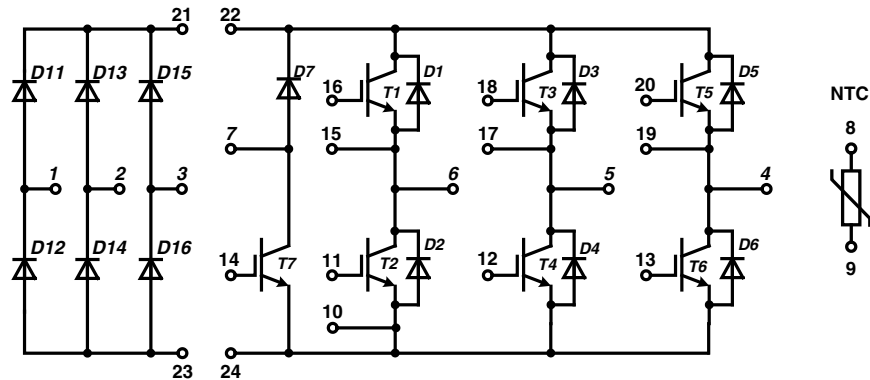 21 22
D11 D13 D15 D7 D1 D3 D5
16 T1 18 T3 20 T5 NTC
7 15 17 19 8
1 2 3 6 5 4
D12 D14 D16 D2 D4 D6
14 T7 11 T2 12 T4 13 T6 9
10
23 24